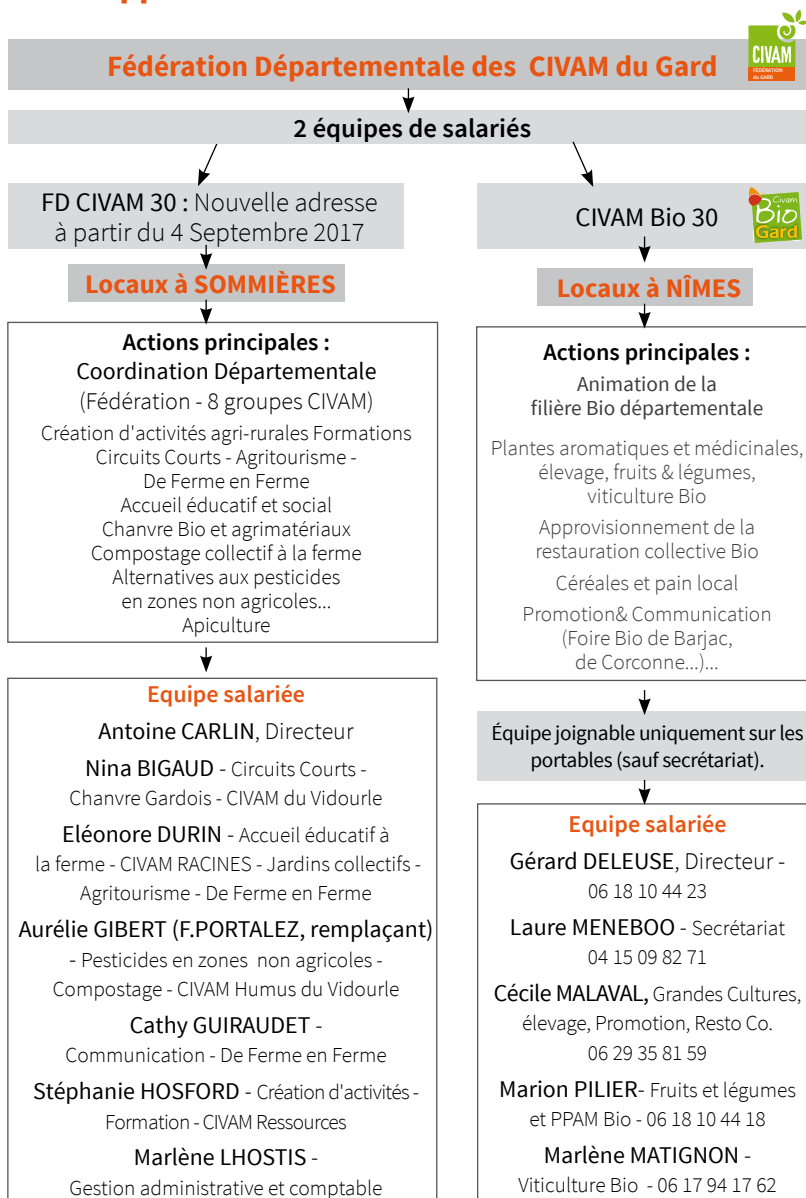 Fédération Départementale des CIVAM du Gard
CIVAM
FEDERATION
du GARD
2 équipes de salariés
FD CIVAM 30 : Nouvelle adresse
à partir du 4 Septembre 2017
Locaux à SOMMIÈRES
Actions principales :
Coordination Départementale
(Fédération - 8 groupes CIVAM)
Création d'activités agri-rurales Formations
Circuits Courts - Agritourisme -
De Ferme en Ferme
Accueil éducatif et social
Chanvre Bio et agrimatériaux
Compostage collectif à la ferme
Alternatives aux pesticides
en zones non agricoles...
Apiculture
Equipe salariée
Antoine CARLIN, Directeur
Nina BIGAUD - Circuits Courts -
Chanvre Gardois - CIVAM du Vidourle
Eléonore DURIN - Accueil éducatif à
la ferme - CIVAM RACINES - Jardins collectifs -
Agritourisme - De Ferme en Ferme
Aurélie GIBERT (F.PORTALEZ, remplaçant)
- Pesticides en zones non agricoles -
Compostage - CIVAM Humus du Vidourle
Cathy GUIRAUDET -
Communication - De Ferme en Ferme
Stéphanie HOSFORD - Création d'activités -
Formation - CIVAM Ressources
Marlène LHOSTIS -
Gestion administrative et comptable
CIVAM Bio 30
Civam
Bio
Gard
Locaux à NÎMES
Actions principales :
Animation de la
filière Bio départementale
Plantes aromatiques et médicinales,
élevage, fruits & légumes,
viticulture Bio
Approvisionnement de la
restauration collective Bio
Céréales et pain local
Promotion& Communication
(Foire Bio de Barjac,
de Corconne...)...
Équipe joignable uniquement sur les
portables (sauf secrétariat).
Equipe salariée
Gérard DELEUSE, Directeur -
06 18 10 44 23
Laure MENEBOO - Secrétariat
04 15 09 82 71
Cécile MALAVAL, Grandes Cultures,
élevage, Promotion, Resto Co.
06 29 35 81 59
Marion PILIER- Fruits et légumes
et PPAM Bio - 06 18 10 44 18
Marlène MATIGNON -
Viticulture Bio - 06 17 94 17 62